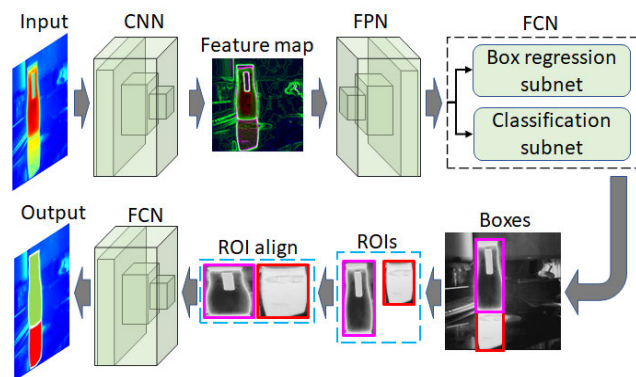 Input
CNN
Feature map
FPN
FCN
Box regression
subnet
Classification
subnet
Output
FCN
ROI align
ROIs
Boxes